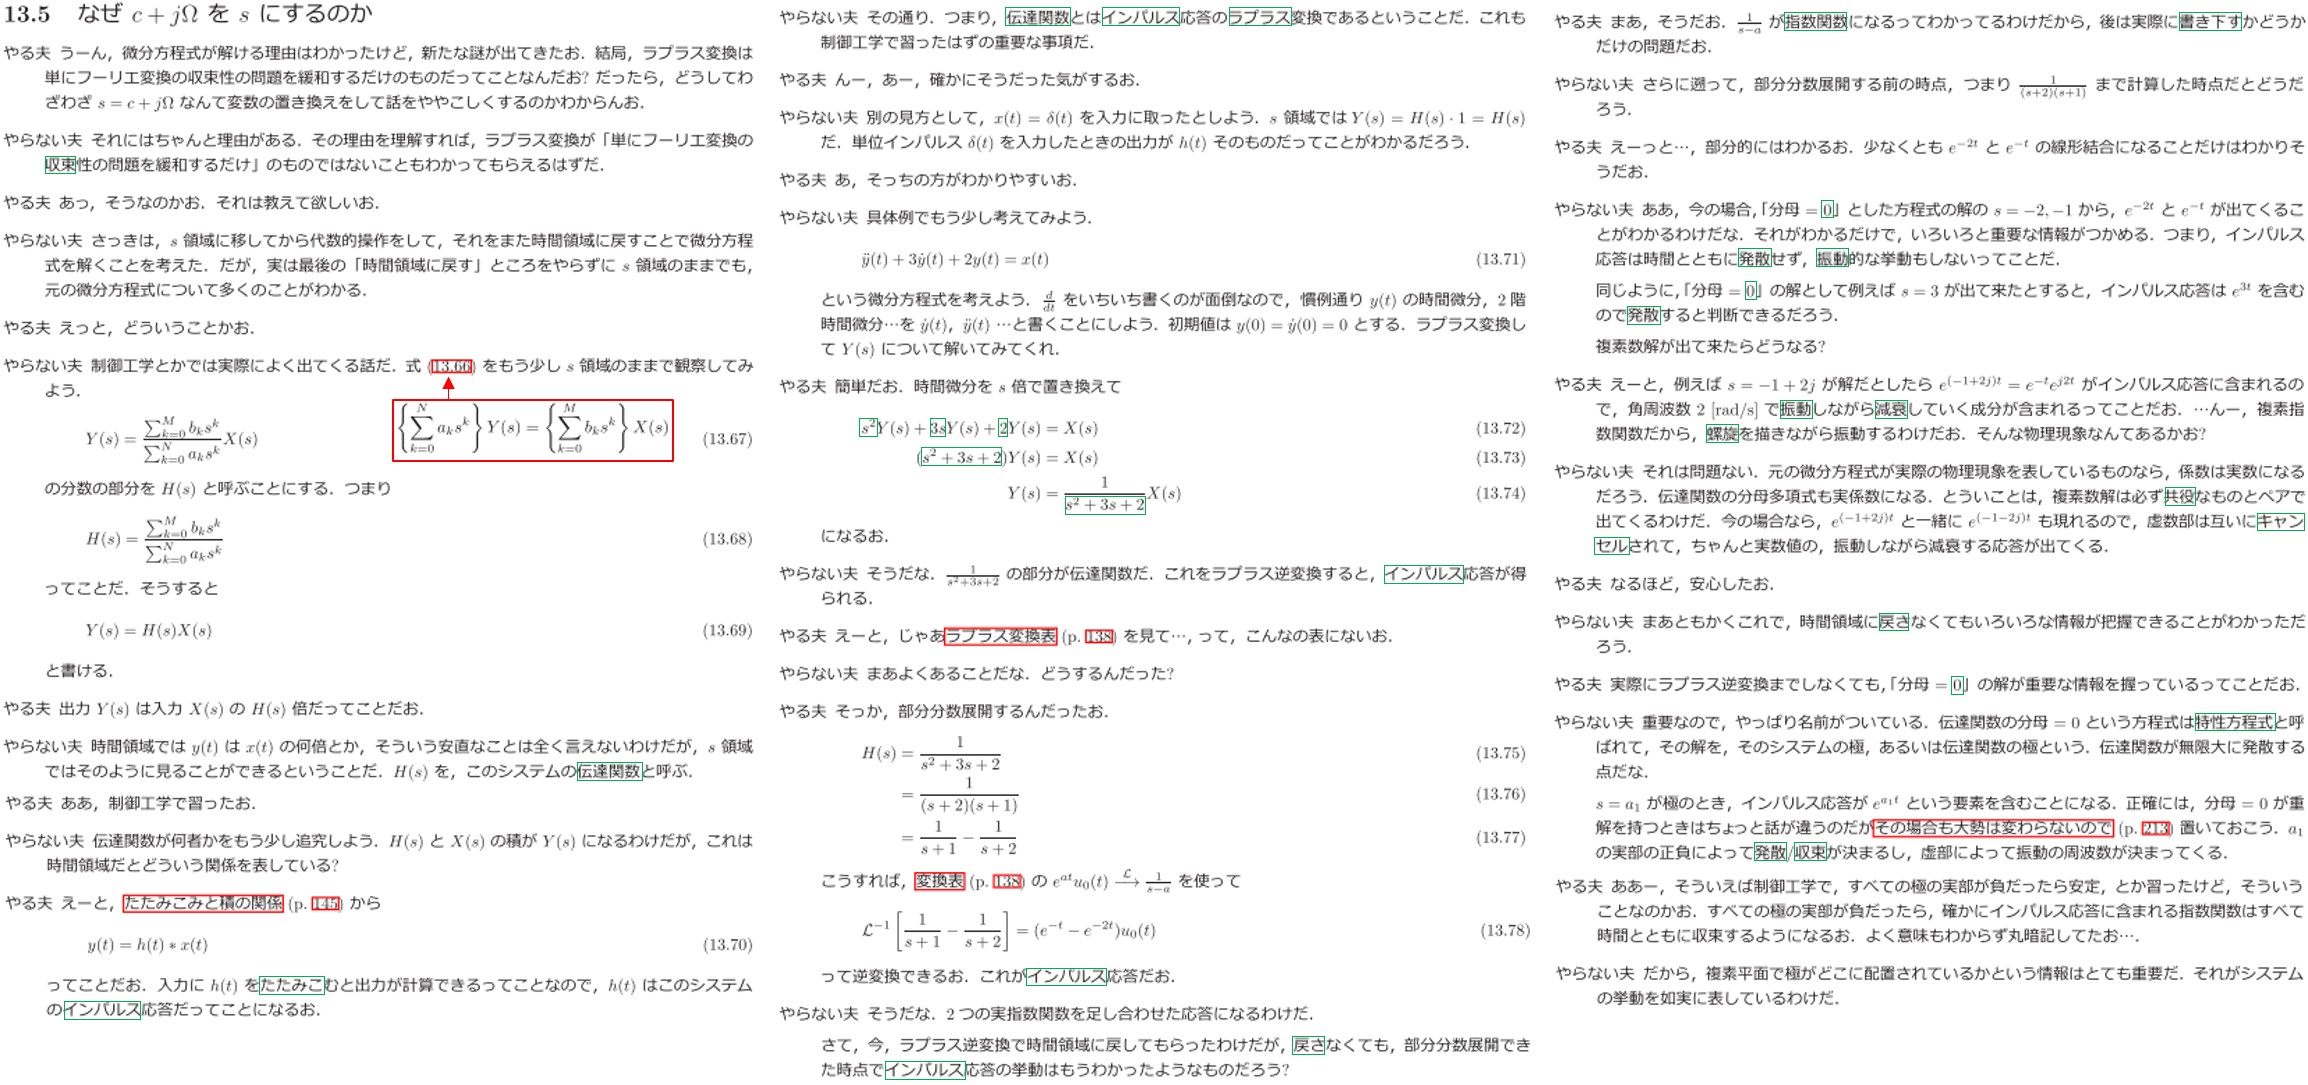 13.5 なぜ c + jΩ を s にするのか
やる夫 うーん，微分方程式が解ける理由はわかったけど，新たな謎が出てきたお．結局，ラプラス変換は
単にフーリエ変換の収束性の問題を緩和するだけのものだってことなんだお? だったら，どうしてわ
ざわざ s = c + jΩ なんて変数の置き換えをして話をややこしくするのかわからんお．
やらない夫 それにはちゃんと理由がある．その理由を理解すれば，ラプラス変換が「単にフーリエ変換の
収束性の問題を緩和するだけ」のものではないこともわかってもらえるはずだ．
やる夫 あっ，そうなのかお．それは教えて欲しいお．
やらない夫 さっきは，s 領域に移してから代数的操作をして，それをまた時間領域に戻すことで微分方程
式を解くことを考えた．だが，実は最後の「時間領域に戻す」ところをやらずに s 領域のままでも，
元の微分方程式について多くのことがわかる．
やる夫 えっと，どういうことかお．
やらない夫 制御工学とかでは実際によく出てくる話だ．式 (13.66) をもう少し s 領域のままで観察してみ
よう．
Y(s) = \frac{\sum_{k=0}^{M} b_k s^k}{\sum_{k=0}^{N} a_k s^k} X(s) (13.67)
{\sum_{k=0}^{N} a_k s^k} Y(s) = {\sum_{k=0}^{M} b_k s^k} X(s)
の分数の部分を H(s) と呼ぶことにする．つまり
H(s) = \frac{\sum_{k=0}^{M} b_k s^k}{\sum_{k=0}^{N} a_k s^k} (13.68)
ってことだ．そうすると
Y(s) = H(s)X(s) (13.69)
と書ける．
やる夫 出力 Y(s) は入力 X(s) の H(s) 倍だってことだお．
やらない夫 時間領域では y(t) は x(t) の何倍とか，そういう安直なことは全く言えないわけだが，s 領域
ではそのように見ることができるということだ．H(s) を，このシステムの伝達関数と呼ぶ．
やる夫 ああ，制御工学で習ったお．
やらない夫 伝達関数が何者かをもう少し追究しよう．H(s) と X(s) の積が Y(s) になるわけだが，これは
時間領域だとどういう関係を表している?
やる夫 えーと，たたみこみと積の関係 (p. 145) から
y(t) = h(t) ∗ x(t) (13.70)
ってことだお．入力に h(t) をたたみこむと出力が計算できるってことなので，h(t) はこのシステム
のインパルス応答だってことになるお．
やらない夫 その通り．つまり，伝達関数とはインパルス応答のラプラス変換であるということだ．これも
制御工学で習ったはずの重要な事項だ．
やる夫 んー，あー，確かにそうだった気がするお．
やらない夫 別の見方として，x(t) = δ(t) を入力に取ったとしよう．s 領域では Y(s) = H(s) · 1 = H(s)
だ．単位インパルス δ(t) を入力したときの出力が h(t) そのものだってことがわかるだろう．
やる夫 あ，そっちの方がわかりやすいお．
やらない夫 具体例でもう少し考えてみよう．
ÿ(t) + 3ẏ(t) + 2y(t) = x(t) (13.71)
という微分方程式を考えよう．\frac{d}{dt} をいちいち書くのが面倒なので，慣例通り y(t) の時間微分，2 階
時間微分…を ẏ(t)，ÿ(t) …と書くことにしよう．初期値は y(0) = ẏ(0) = 0 とする．ラプラス変換し
て Y(s) について解いてみてくれ．
やる夫 簡単だお．時間微分を s 倍で置き換えて
s²Y(s) + 3sY(s) + 2Y(s) = X(s) (13.72)
(s² + 3s + 2)Y(s) = X(s) (13.73)
Y(s) = \frac{1}{s² + 3s + 2} X(s) (13.74)
になるお．
やらない夫 そうだな．\frac{1}{s²+3s+2} の部分が伝達関数だ．これをラプラス逆変換すると，インパルス応答が得
られる．
やる夫 えーと，じゃあラプラス変換表 (p. 138) を見て…，って，こんなの表にないお．
やらない夫 まあよくあることだな．どうするんだった?
やる夫 そっか，部分分数展開するんだったお．
H(s) = \frac{1}{s² + 3s + 2} (13.75)
= \frac{1}{(s + 2)(s + 1)} (13.76)
= \frac{1}{s + 1} − \frac{1}{s + 2} (13.77)
こうすれば，変換表 (p. 138) の e^{at}u_0(t) \xrightarrow{ℒ} \frac{1}{s−a} を使って
ℒ^{−1} [\frac{1}{s + 1} − \frac{1}{s + 2}] = (e^{−t} − e^{−2t})u_0(t) (13.78)
って逆変換できるお．これがインパルス応答だお．
やらない夫 そうだな．2 つの実指数関数を足し合わせた応答になるわけだ．
さて，今，ラプラス逆変換で時間領域に戻してもらったわけだが，戻さなくても，部分分数展開でき
た時点でインパルス応答の挙動はもうわかったようなものだろう?
やる夫 まあ，そうだお．\frac{1}{s−a} が指数関数になるってわかってるわけだから，後は実際に書き下すかどうか
だけの問題だお．
やらない夫 さらに遡って，部分分数展開する前の時点，つまり \frac{1}{(s+2)(s+1)} まで計算した時点だとどうだ
ろう．
やる夫 えーっと…，部分的にはわかるお．少なくとも e^{−2t} と e^{−t} の線形結合になることだけはわかりそ
うだお．
やらない夫 ああ，今の場合，「分母 = 0」とした方程式の解の s = −2, −1 から，e^{−2t} と e^{−t} が出てくるこ
とがわかるわけだな．それがわかるだけで，いろいろと重要な情報がつかめる．つまり，インパルス
応答は時間とともに発散せず，振動的な挙動もしないってことだ．
同じように，「分母 = 0」の解として例えば s = 3 が出て来たとすると，インパルス応答は e^{3t} を含む
ので発散すると判断できるだろう．
複素数解が出て来たらどうなる?
やる夫 えーと，例えば s = −1 + 2j が解だとしたら e^{(−1+2j)t} = e^{−t}e^{j2t} がインパルス応答に含まれるの
で，角周波数 2 [rad/s] で振動しながら減衰していく成分が含まれるってことだお．…んー，複素指
数関数だから，螺旋を描きながら振動するわけだお．そんな物理現象なんてあるかお?
やらない夫 それは問題ない．元の微分方程式が実際の物理現象を表しているものなら，係数は実数になる
だろう．伝達関数の分母多項式も実係数になる．とういことは，複素数解は必ず共役なものとペアで
出てくるわけだ．今の場合なら，e^{(−1+2j)t} と一緒に e^{(−1−2j)t} も現れるので，虚数部は互いにキャン
セルされて，ちゃんと実数値の，振動しながら減衰する応答が出てくる．
やる夫 なるほど，安心したお．
やらない夫 まあともかくこれで，時間領域に戻さなくてもいろいろな情報が把握できることがわかっただ
ろう．
やる夫 実際にラプラス逆変換までしなくても，「分母 = 0」の解が重要な情報を握っているってことだお．
やらない夫 重要なので，やっぱり名前がついている．伝達関数の分母 = 0 という方程式は特性方程式と呼
ばれて，その解を，そのシステムの極，あるいは伝達関数の極という．伝達関数が無限大に発散する
点だな．
s = a_1 が極のとき，インパルス応答が e^{a_1 t} という要素を含むことになる．正確には，分母 = 0 が重
解を持つときはちょっと話が違うのだがその場合も大勢は変わらないので (p. 213) 置いておこう．a_1
の実部の正負によって発散/収束が決まるし，虚部によって振動の周波数が決まってくる．
やる夫 ああー，そういえば制御工学で，すべての極の実部が負だったら安定，とか習ったけど，そういう
ことなのかお．すべての極の実部が負だったら，確かにインパルス応答に含まれる指数関数はすべて
時間とともに収束するようになるお．よく意味もわからず丸暗記してたお…．
やらない夫 だから，複素平面で極がどこに配置されているかという情報はとても重要だ．それがシステム
の挙動を如実に表しているわけだ．